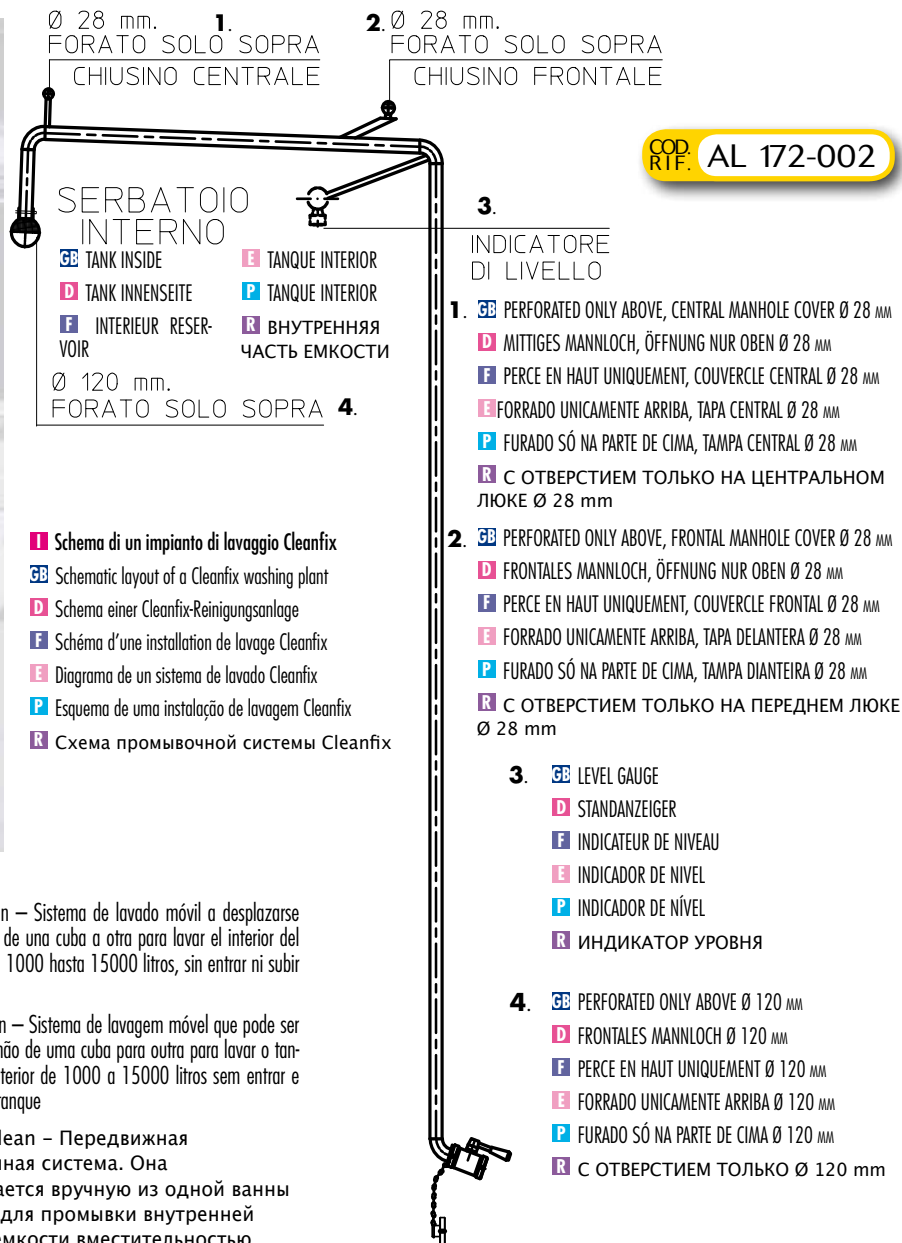 Ø 28 mm. 1.
FORATO SOLO SOPRA
CHIUSINO CENTRALE
2. Ø 28 mm.
FORATO SOLO SOPRA
CHIUSINO FRONTALE
COD. RIF. AL 172-002
SERBATOIO
INTERNO
GB TANK INSIDE
D TANK INNENSEITE
F INTERIEUR RESER-
VOIR
E TANQUE INTERIOR
P TANQUE INTERIOR
R ВНУТРЕННЯЯ
ЧАСТЬ ЕМКОСТИ
Ø 120 mm.
FORATO SOLO SOPRA 4.
3.
INDICATORE
DI LIVELLO
1. GB PERFORATED ONLY ABOVE, CENTRAL MANHOLE COVER Ø 28 MM
D MITTIGES MANNLOCH, ÖFFNUNG NUR OBEN Ø 28 MM
F PERCE EN HAUT UNIQUEMENT, COUVERCLE CENTRAL Ø 28 MM
E FORRADO UNICAMENTE ARRIBA, TAPA CENTRAL Ø 28 MM
P FURADO SÓ NA PARTE DE CIMA, TAMPA CENTRAL Ø 28 MM
R С ОТВЕРСТИЕМ ТОЛЬКО НА ЦЕНТРАЛЬНОМ
ЛЮКЕ Ø 28 mm
2. GB PERFORATED ONLY ABOVE, FRONTAL MANHOLE COVER Ø 28 MM
D FRONTALES MANNLOCH, ÖFFNUNG NUR OBEN Ø 28 MM
F PERCE EN HAUT UNIQUEMENT, COUVERCLE FRONTAL Ø 28 MM
E FORRADO UNICAMENTE ARRIBA, TAPA DELANTERA Ø 28 MM
P FURADO SÓ NA PARTE DE CIMA, TAMPA DIANTEIRA Ø 28 MM
R С ОТВЕРСТИЕМ ТОЛЬКО НА ПЕРЕДНЕМ ЛЮКЕ
Ø 28 mm
3. GB LEVEL GAUGE
D STANDANZEIGER
F INDICATEUR DE NIVEAU
E INDICADOR DE NIVEL
P INDICADOR DE NÍVEL
R ИНДИКАТОР УРОВНЯ
4. GB PERFORATED ONLY ABOVE Ø 120 MM
D FRONTALES MANNLOCH Ø 120 MM
F PERCE EN HAUT UNIQUEMENT Ø 120 MM
E FORRADO UNICAMENTE ARRIBA Ø 120 MM
P FURADO SÓ NA PARTE DE CIMA Ø 120 MM
R С ОТВЕРСТИЕМ ТОЛЬКО Ø 120 mm
I Schema di un impianto di lavaggio Cleanfix
GB Schematic layout of a Cleanfix washing plant
D Schema einer Cleanfix-Reinigungsanlage
F Schéma d'une installation de lavage Cleanfix
E Diagrama de un sistema de lavado Cleanfix
P Esquema de uma instalação de lavagem Cleanfix
R Схема промывочной системы Cleanfix
n – Sistema de lavado móvil a desplazarse
de una cuba a otra para lavar el interior del
1000 hasta 15000 litros, sin entrar ni subir
n – Sistema de lavagem móvel que pode ser
não de uma cuba para outra para lavar o tan-
terior de 1000 a 15000 litros sem entrar e
ranque
lean – Передвижная
ная система. Она
ается вручную из одной ванны
для промывки внутренней
емкости вместительностью